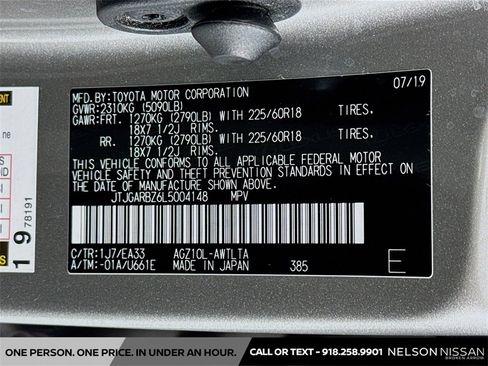 MFD.BY: TOYOTA MOTOR CORPORATION 07/19
GVWR: 2310KG (5090LB)
GAWR: FRT. 1270KG (2790LB) WITH 225/60R18 TIRES.
18X7 1/2J RIMS.
RR. 1270KG (2790LB) WITH 225/60R18 TIRES.
18X7 1/2J RIMS.
THIS VEHICLE CONFORMS TO ALL APPLICABLE FEDERAL MOTOR
VEHICLE SAFETY AND THEFT PREVENTION STANDARDS IN EFFECT ON
THE DATE OF MANUFACTURE SHOWN ABOVE.
JTJGARBZ6L5004148 MPV
C/TR: 1J7/EA33 AGZ10L-AWTLTA
A/TM: -01A/U661E MADE IN JAPAN 385
E
1978191
ne
ONE PERSON. ONE PRICE. IN UNDER AN HOUR.
CALL OR TEXT - 918.258.9901
NELSON NISSAN
BROKEN ARROW